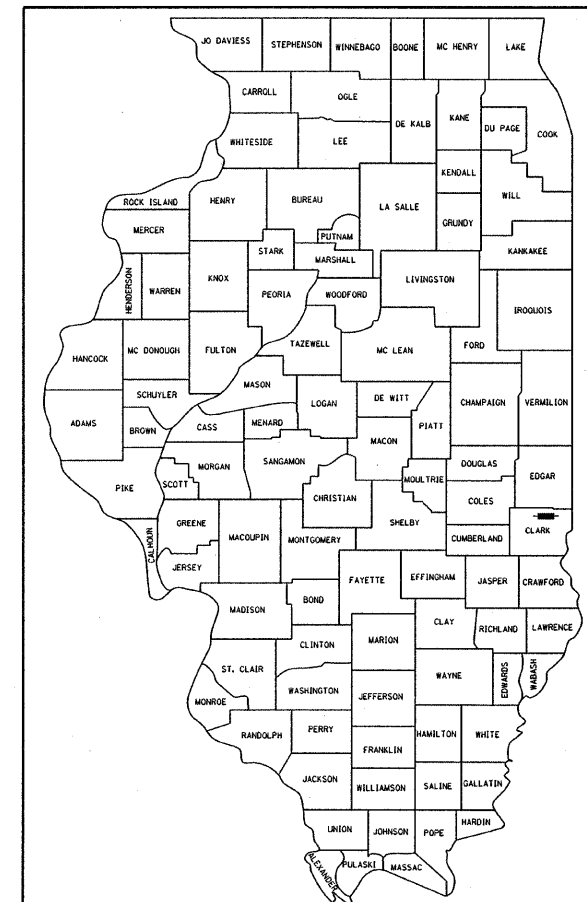 JO DAVIESS
STEPHENSON
WINNEBAGO
BOONE
MC HENRY
LAKE
CARROLL
OGLE
DE KALB
KANE
DU PAGE
COOK
WHITESIDE
LEE
KENDALL
WILL
ROCK ISLAND
HENRY
BUREAU
LA SALLE
GRUNDY
MERCER
PUTNAM
STARK
MARSHALL
KANKAKEE
HENDERSON
WARREN
KNOX
PEORIA
WOODFORD
LIVINGSTON
IROQUOIS
HANCOCK
MC DONOUGH
FULTON
TAZEWELL
MC LEAN
FORD
MASON
SCHUYLER
LOGAN
DE WITT
CHAMPAIGN
VERMILION
ADAMS
BROWN
CASS
MENARD
MACON
PIATT
PIKE
SCOTT
MORGAN
SANGAMON
CHRISTIAN
MOULTRIE
DOUGLAS
EDGAR
COLES
CALHOUN
GREENE
MACOUPIN
MONTGOMERY
SHELBY
CUMBERLAND
CLARK
JERSEY
FAYETTE
EFFINGHAM
JASPER
CRAWFORD
MADISON
BOND
CLAY
RICHLAND
LAWRENCE
CLINTON
MARION
ST. CLAIR
WAYNE
EDWARDS
WABASH
WASHINGTON
JEFFERSON
MONROE
RANDOLPH
PERRY
HAMILTON
WHITE
FRANKLIN
JACKSON
WILLIAMSON
SALINE
GALLATIN
UNION
JOHNSON
POPE
HARDIN
ALEXANDER
PULASKI
MASSAC